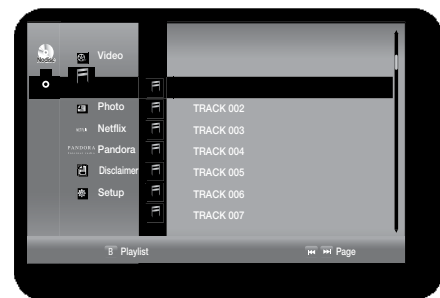 Video
Photo
TRACK 002
Netflix
TRACK 003
PANDORA
Pandora
TRACK 004
Disclaimer
TRACK 005
Setup
TRACK 006
TRACK 007
B Playlist
Page